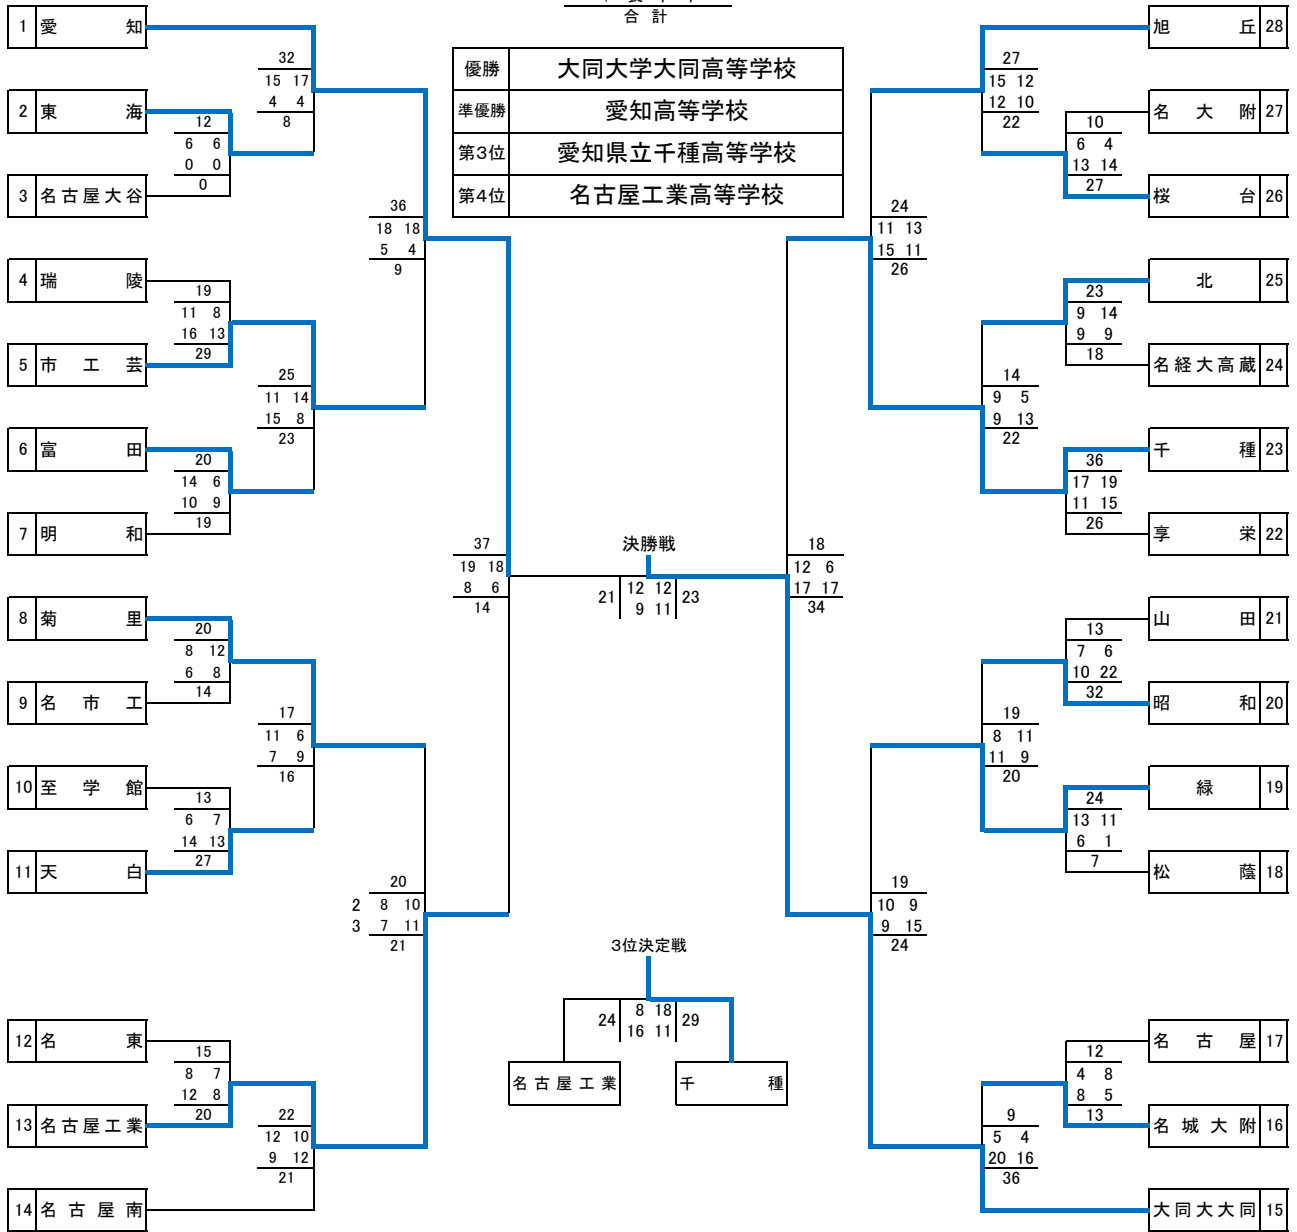 合計
優勝 大同大学大同高等学校
準優勝 愛知高等学校
第3位 愛知県立千種高等学校
第4位 名古屋工業高等学校
1 愛知
2 東海
3 名古屋大谷
4 瑞陵
5 市工芸
6 富田
7 明和
8 菊里
9 名市工
10 至学館
11 天白
12 名東
13 名古屋工業
14 名古屋南
12
6 6
0 0
0
19
11 8
16 13
29
20
14 6
10 9
19
20
8 12
6 8
14
13
6 7
14 13
27
15
8 7
12 8
20
32
15 17
4 4
8
25
11 14
15 8
23
17
11 6
7 9
16
22
12 10
9 12
21
36
18 18
5 4
9
20
2 8 10
3 7 11
21
37
19 18
8 6
14
決勝戦
21 12 12 23
9 11
3位決定戦
24 8 18 29
16 11
名古屋工業 千種
18
12 6
17 17
34
24
11 13
15 11
26
19
10 9
9 15
24
27
15 12
12 10
22
14
9 5
9 13
22
19
8 11
11 9
20
9
5 4
20 16
36
10
6 4
13 14
27
23
9 14
9 9
18
36
17 19
11 15
26
13
7 6
10 22
32
24
13 11
6 1
7
12
4 8
8 5
13
旭丘 28
名大附 27
桜台 26
北 25
名経大高蔵 24
千種 23
享栄 22
山田 21
昭和 20
緑 19
松蔭 18
名古屋 17
名城大附 16
大同大大同 15